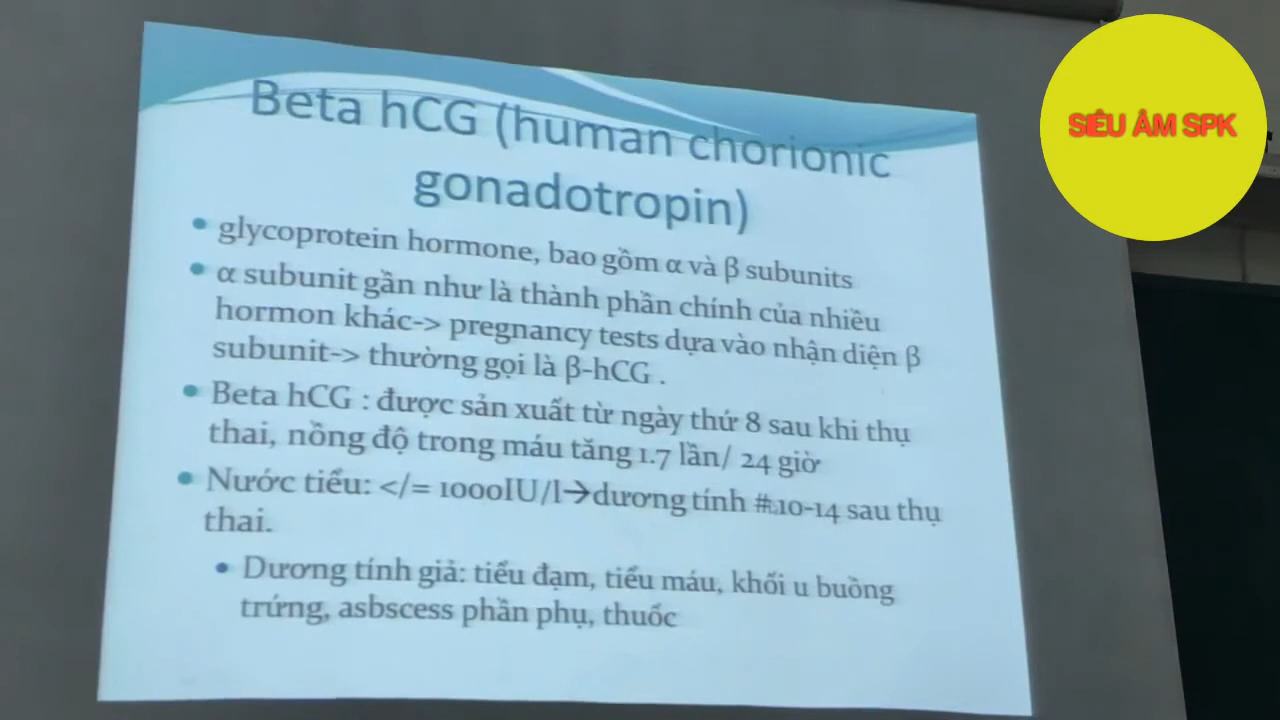 Beta hCG (human chorionic
gonadotropin)
SIÊU ÂM SPK
• glycoprotein hormone, bao gồm α và β subunits
• α subunit gần như là thành phần chính của nhiều
hormon khác-> pregnancy tests dựa vào nhận diện β
subunit-> thường gọi là β-hCG .
• Beta hCG : được sản xuất từ ngày thứ 8 sau khi thụ
thai, nồng độ trong máu tăng 1.7 lần/ 24 giờ
• Nước tiểu: </= 1000IU/l→dương tính #:10-14 sau thụ
thai.
• Dương tính giả: tiểu đạm, tiểu máu, khối u buồng
trứng, asbscess phần phụ, thuốc